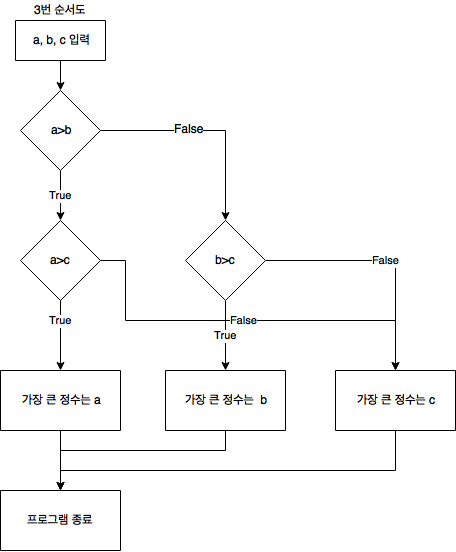 3번 순서도
a, b, c 입력
a>b
False
True
a>c
b>c
False
True
False
True
가장 큰 정수는 a
가장 큰 정수는 b
가장 큰 정수는 c
프로그램 종료